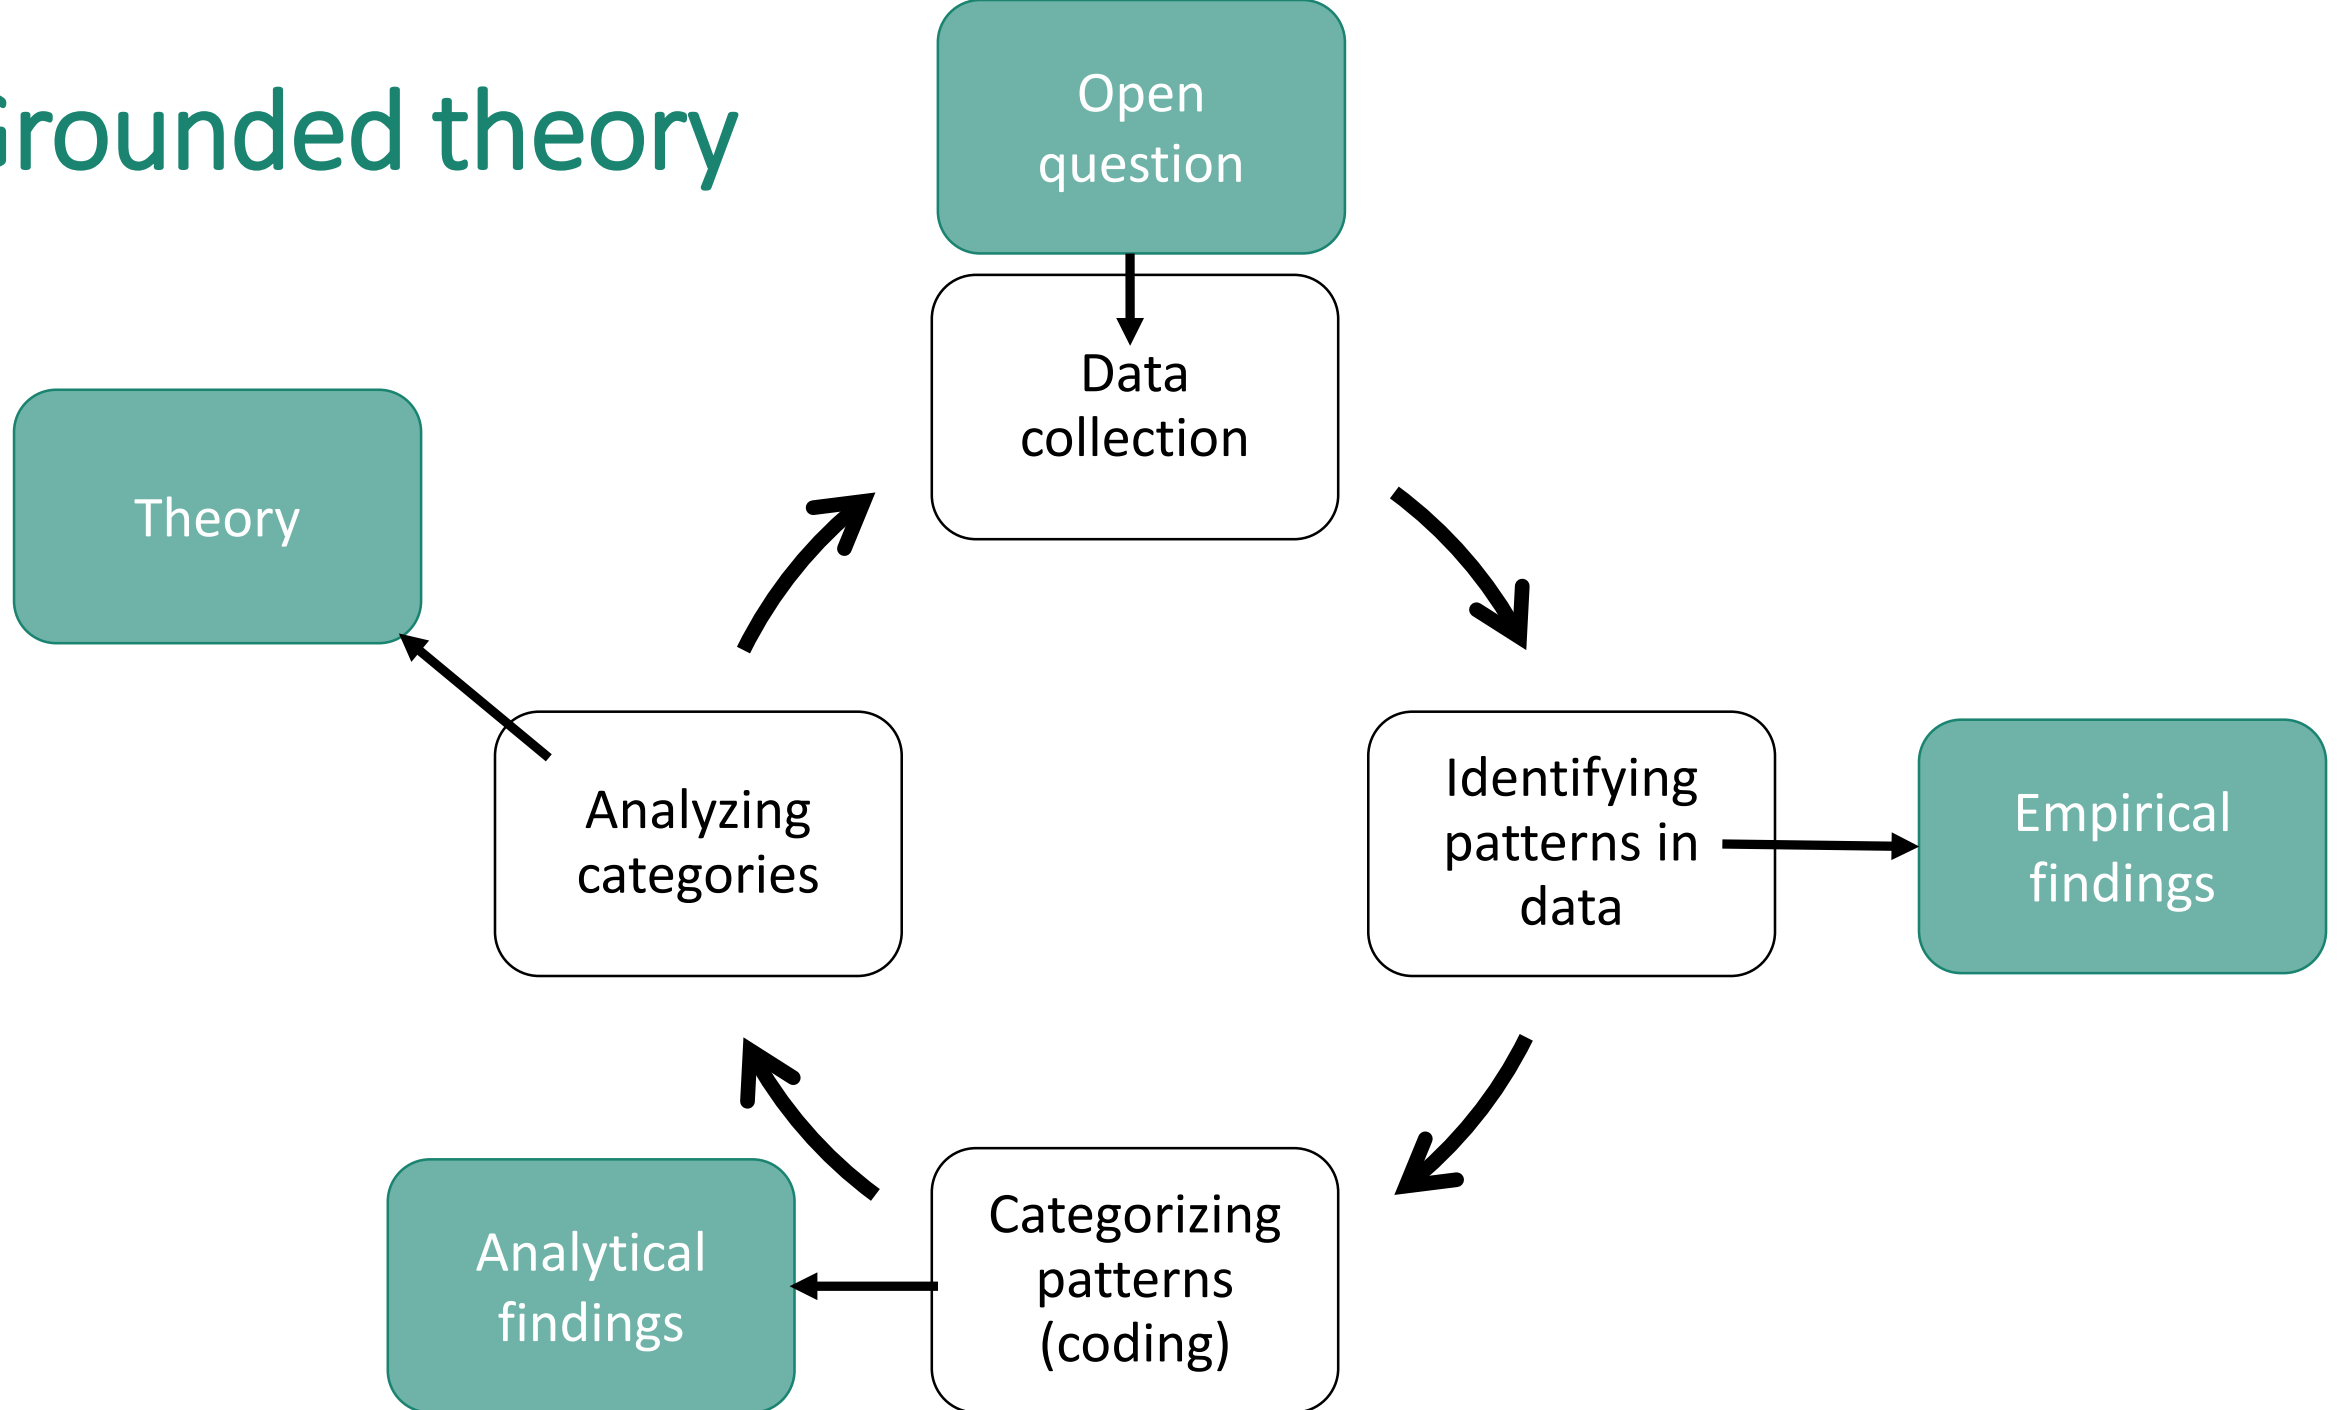 Grounded theory
Open
question
Data
collection
Theory
Analyzing
categories
Identifying
patterns in
data
Empirical
findings
Categorizing
patterns
(coding)
Analytical
findings